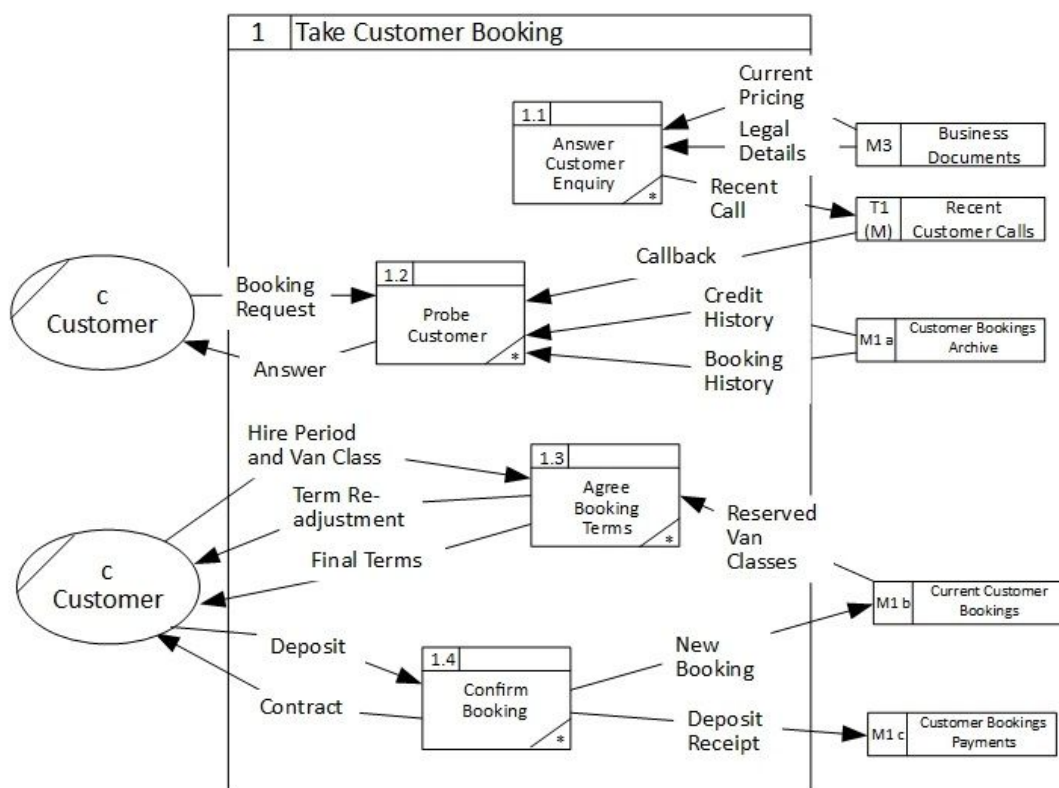 1 Take Customer Booking
Current
Pricing
1.1
Answer
Customer
Enquiry
*
Legal
Details
M3
Business
Documents
Recent
Call
T1
(M)
Recent
Customer Calls
Callback
c
Customer
Booking
Request
1.2
Probe
Customer
*
Credit
History
M1 a
Customer Bookings
Archive
Answer
Booking
History
Hire Period
and Van Class
1.3
Agree
Booking
Terms
*
Term Re-
adjustment
Reserved
Van
Classes
Final Terms
c
Customer
M1 b
Current Customer
Bookings
Deposit
1.4
Confirm
Booking
*
New
Booking
Contract
Deposit
Receipt
M1 c
Customer Bookings
Payments